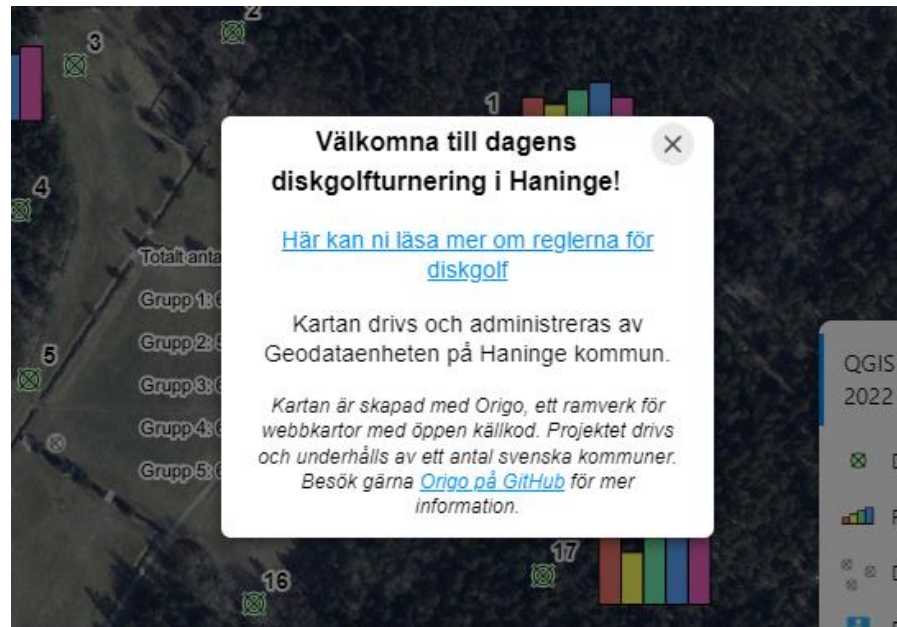 2
3
1
Välkomna till dagens
diskgolfturnering i Haninge!
4
Här kan ni läsa mer om reglerna för
diskgolf
Totalt
Grupp 1:
Kartan drivs och administreras av
Geodataenheten på Haninge kommun.
Grupp 2:
5
QGIS
2022
Grupp 3:
Kartan är skapad med Origo, ett ramverk för
webbkartor med öppen källkod. Projektet drivs
Grupp 4:
och underhålls av ett antal svenska kommuner.
Grupp 5:
Besök gärna Origo på GitHub för mer
information.
17
16